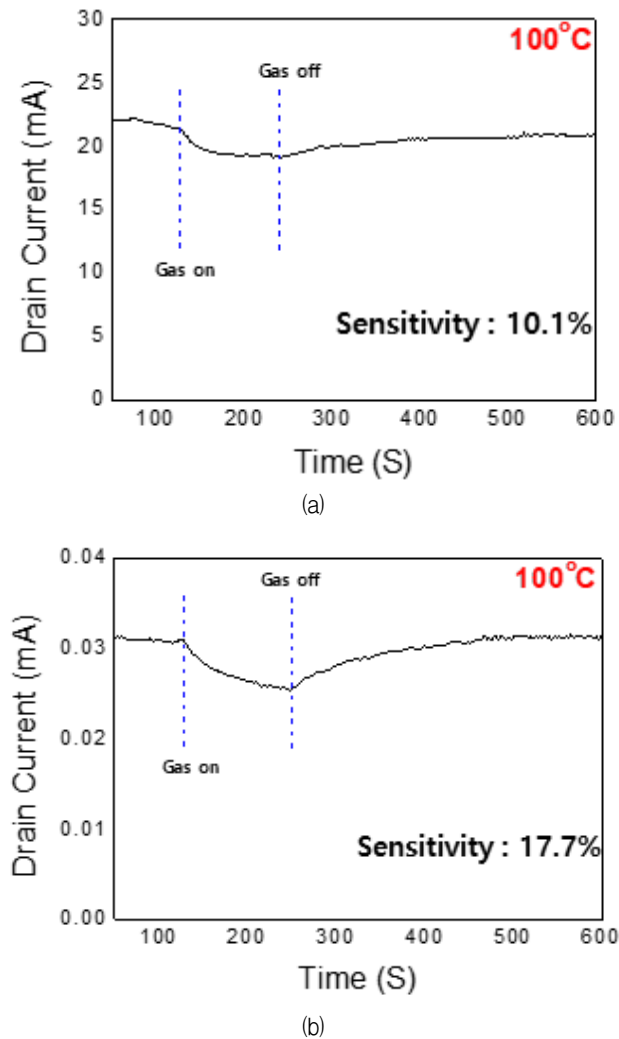 30
100°C
Gas off
25
20
15
Gas on
10
5
Sensitivity : 10.1%
0
100 200 300 400 500 600
Drain Current (mA)
Time (S)
(a)
0.04
100°C
Gas off
0.03
0.02
Gas on
0.01
Sensitivity : 17.7%
0.00
100 200 300 400 500 600
Drain Current (mA)
Time (S)
(b)